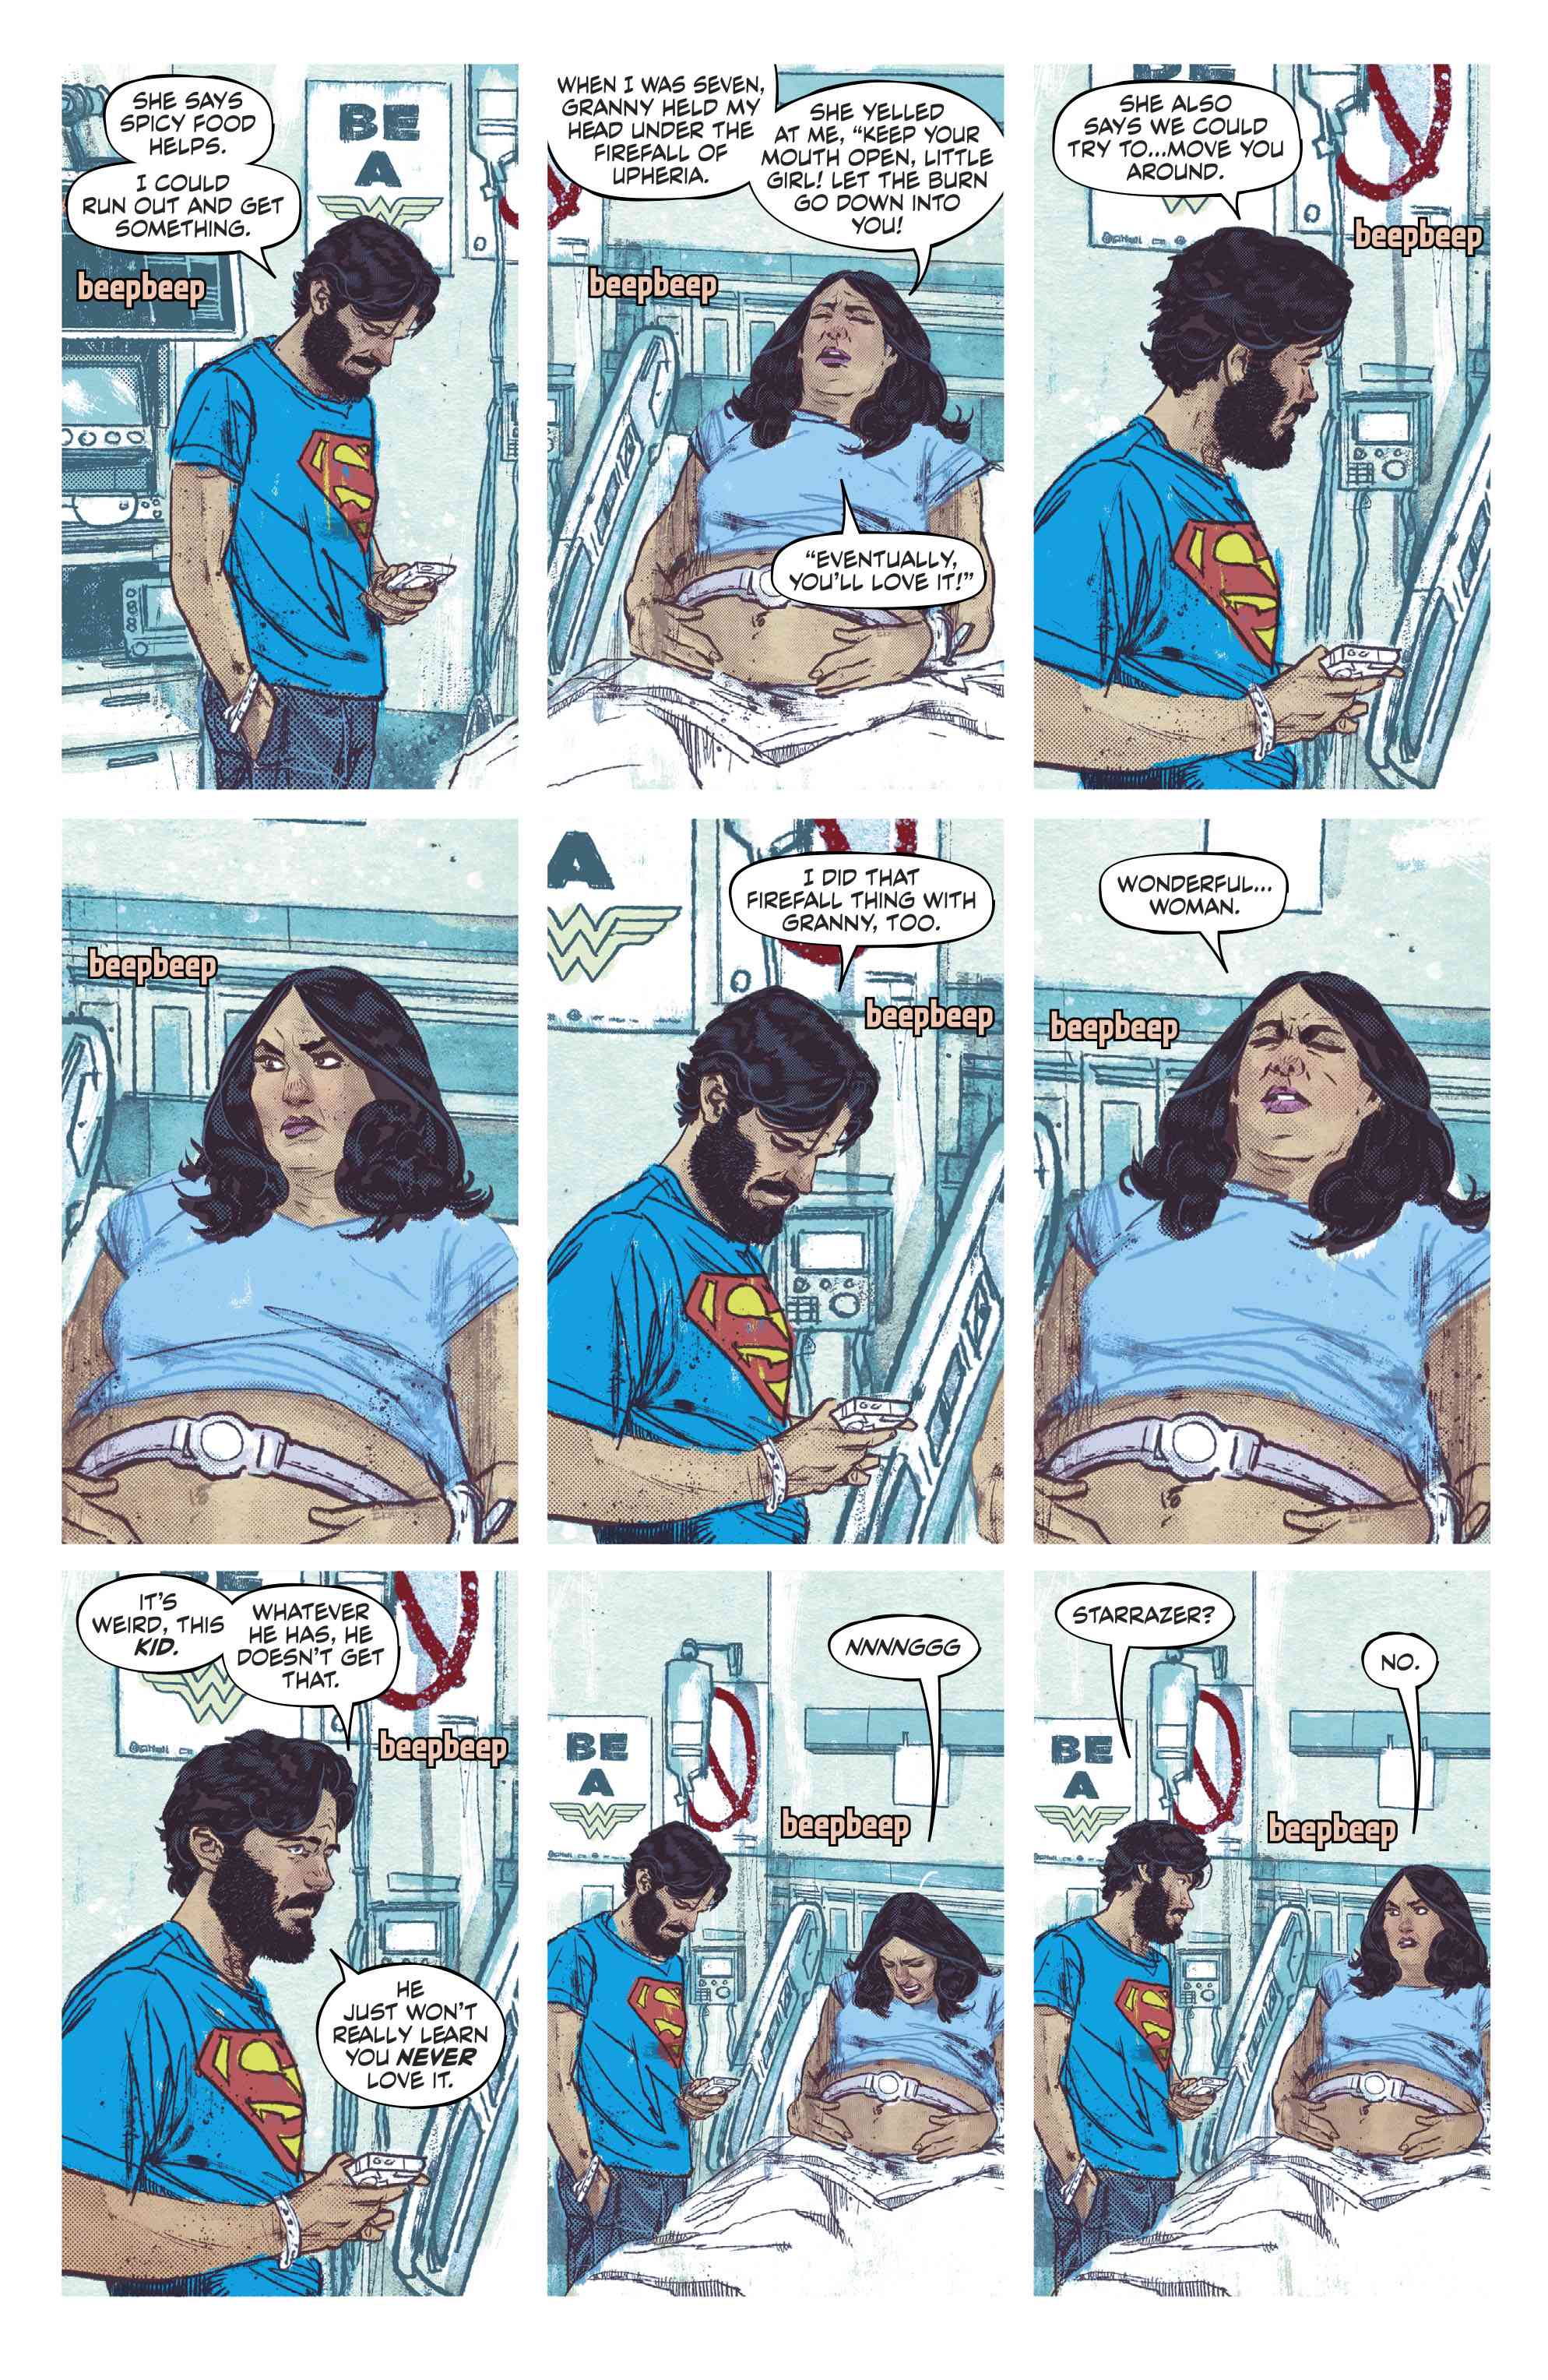 SHE SAYS
SPICY FOOD
HELPS.
I COULD
RUN OUT AND GET
SOMETHING.
BE
A
beepbeep
WHEN I WAS SEVEN,
GRANNY HELD MY
HEAD UNDER THE
FIREFALL OF
UPHERIA.
SHE YELLED
AT ME, “KEEP YOUR
MOUTH OPEN, LITTLE
GIRL! LET THE BURN
GO DOWN INTO
YOU!
beepbeep
“EVENTUALLY,
YOU’LL LOVE IT!”
BE
SHE ALSO
SAYS WE COULD
TRY TO...MOVE YOU
AROUND.
beepbeep
beepbeep
A
I DID THAT
FIREFALL THING WITH
GRANNY, TOO.
beepbeep
WONDERFUL...
WOMAN.
beepbeep
BE
IT’S
WEIRD, THIS
KID.
WHATEVER
HE HAS, HE
DOESN’T GET
THAT.
beepbeep
HE
JUST WON’T
REALLY LEARN
YOU NEVER
LOVE IT.
NNNNGGG
BE
A
beepbeep
STARRAZER?
NO.
BE
A
beepbeep